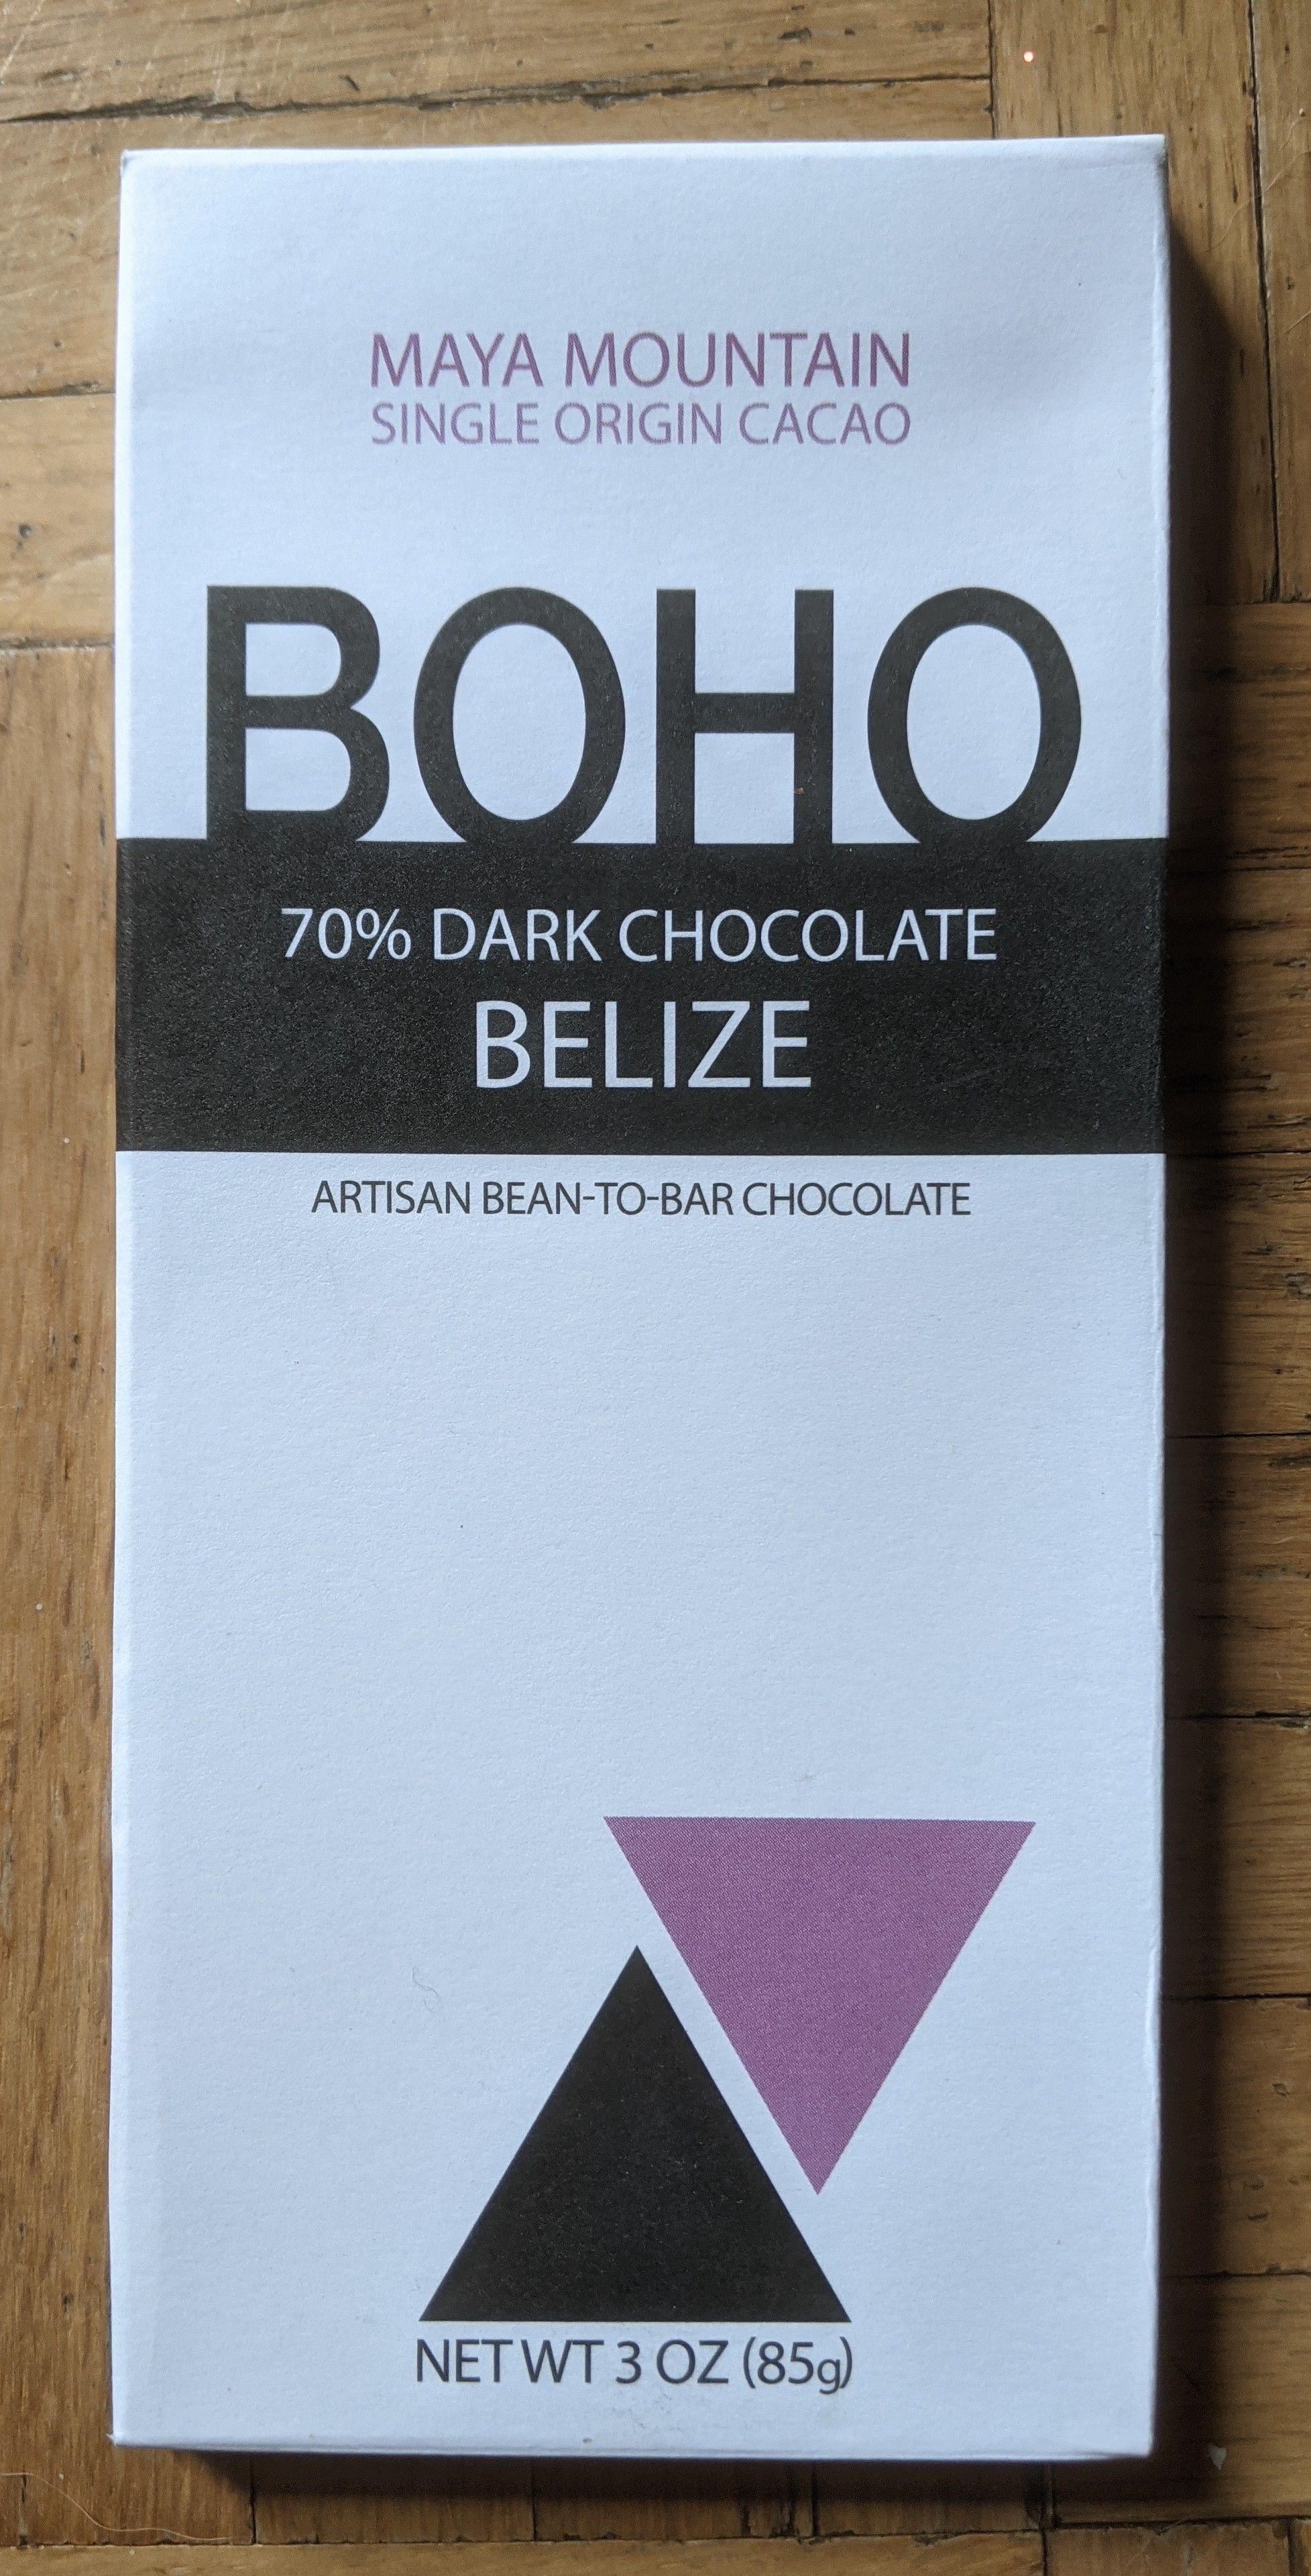 MAYA MOUNTAIN
SINGLE ORIGIN CACAO
BOHO
70% DARK CHOCOLATE
BELIZE
ARTISAN BEAN-TO-BAR CHOCOLATE
NET WT 3 OZ (85g)